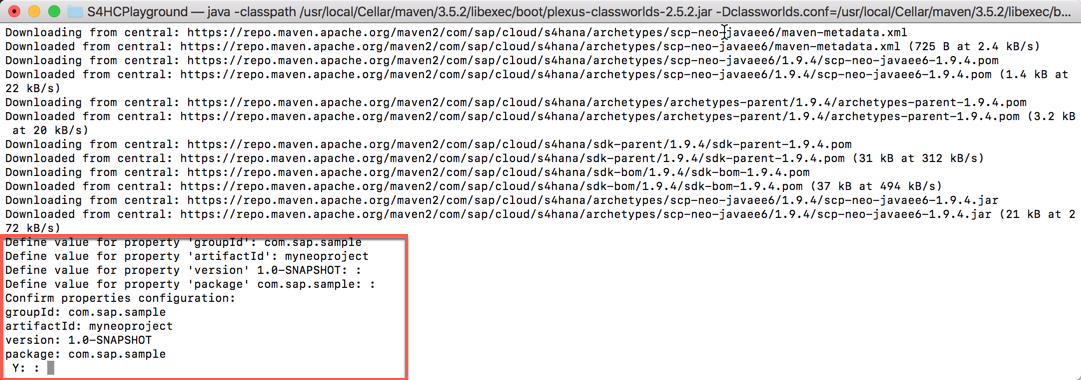 S4HCPlayground — java -classpath /usr/local/Cellar/maven/3.5.2/libexec/boot/plexus-classworlds-2.5.2.jar -Dclassworlds.conf=/usr/local/Cellar/maven/3.5.2/libexec/b...
Downloading from central: https://repo.maven.apache.org/maven2/com/sap/cloud/s4hana/archetypes/scp-neo-javaee6/maven-metadata.xml
Downloaded from central: https://repo.maven.apache.org/maven2/com/sap/cloud/s4hana/archetypes/scp-neo-javaee6/maven-metadata.xml (725 B at 2.4 kB/s)
Downloading from central: https://repo.maven.apache.org/maven2/com/sap/cloud/s4hana/archetypes/scp-neo-javaee6/1.9.4/scp-neo-javaee6-1.9.4.pom
Downloaded from central: https://repo.maven.apache.org/maven2/com/sap/cloud/s4hana/archetypes/scp-neo-javaee6/1.9.4/scp-neo-javaee6-1.9.4.pom (1.4 kB at
22 kB/s)
Downloading from central: https://repo.maven.apache.org/maven2/com/sap/cloud/s4hana/archetypes/archetypes-parent/1.9.4/archetypes-parent-1.9.4.pom
Downloaded from central: https://repo.maven.apache.org/maven2/com/sap/cloud/s4hana/archetypes/archetypes-parent/1.9.4/archetypes-parent-1.9.4.pom (3.2 kB
at 20 kB/s)
Downloading from central: https://repo.maven.apache.org/maven2/com/sap/cloud/s4hana/sdk-parent/1.9.4/sdk-parent-1.9.4.pom
Downloaded from central: https://repo.maven.apache.org/maven2/com/sap/cloud/s4hana/sdk-parent/1.9.4/sdk-parent-1.9.4.pom (31 kB at 312 kB/s)
Downloading from central: https://repo.maven.apache.org/maven2/com/sap/cloud/s4hana/sdk-bom/1.9.4/sdk-bom-1.9.4.pom
Downloaded from central: https://repo.maven.apache.org/maven2/com/sap/cloud/s4hana/sdk-bom/1.9.4/sdk-bom-1.9.4.pom (37 kB at 494 kB/s)
Downloading from central: https://repo.maven.apache.org/maven2/com/sap/cloud/s4hana/archetypes/scp-neo-javaee6/1.9.4/scp-neo-javaee6-1.9.4.jar
Downloaded from central: https://repo.maven.apache.org/maven2/com/sap/cloud/s4hana/archetypes/scp-neo-javaee6/1.9.4/scp-neo-javaee6-1.9.4.jar (21 kB at 2
72 kB/s)
Define value for property 'groupId': com.sap.sample
Define value for property 'artifactId': myneoproject
Define value for property 'version' 1.0-SNAPSHOT: :
Define value for property 'package' com.sap.sample: :
Confirm properties configuration:
groupId: com.sap.sample
artifactId: myneoproject
version: 1.0-SNAPSHOT
package: com.sap.sample
Y: :